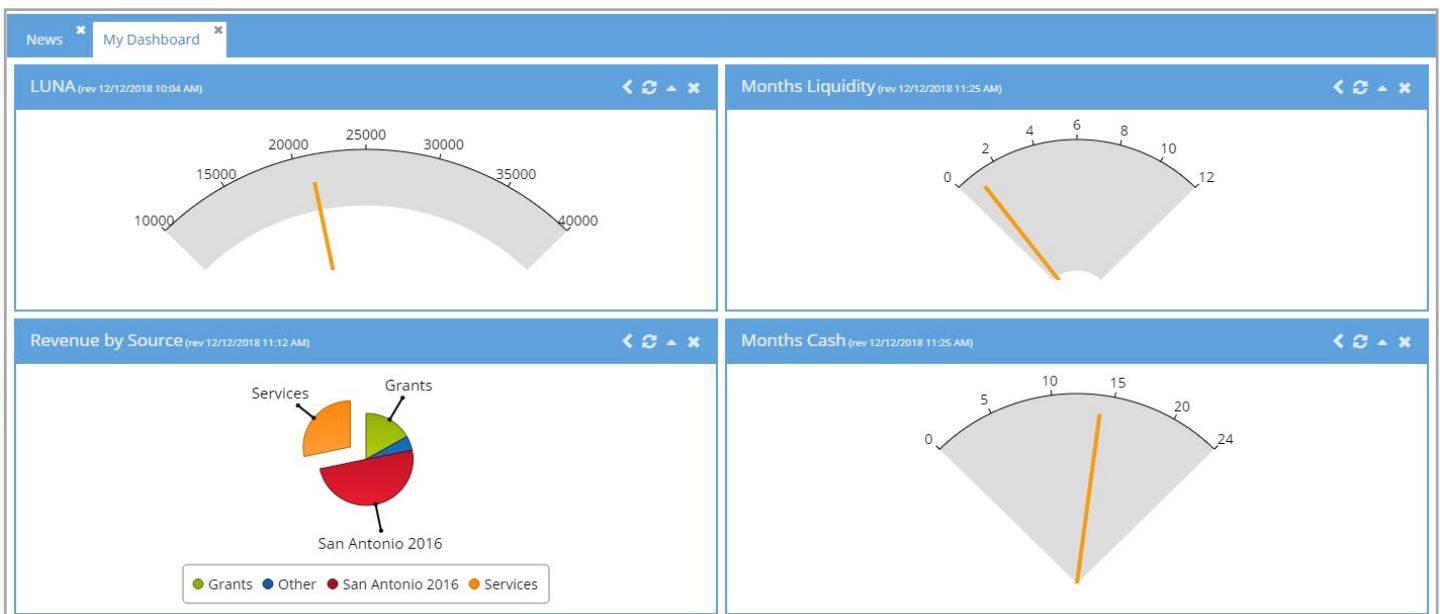 News
My Dashboard
LUNA (rev 12/12/2018 10:04 AM)
10000
15000
20000
25000
30000
35000
40000
Months Liquidity (rev 12/12/2018 11:25 AM)
0
2
4
6
8
10
12
Revenue by Source (rev 12/12/2018 11:12 AM)
Services
Grants
San Antonio 2016
Grants Other San Antonio 2016 Services
Months Cash (rev 12/12/2018 11:25 AM)
0
5
10
15
20
24